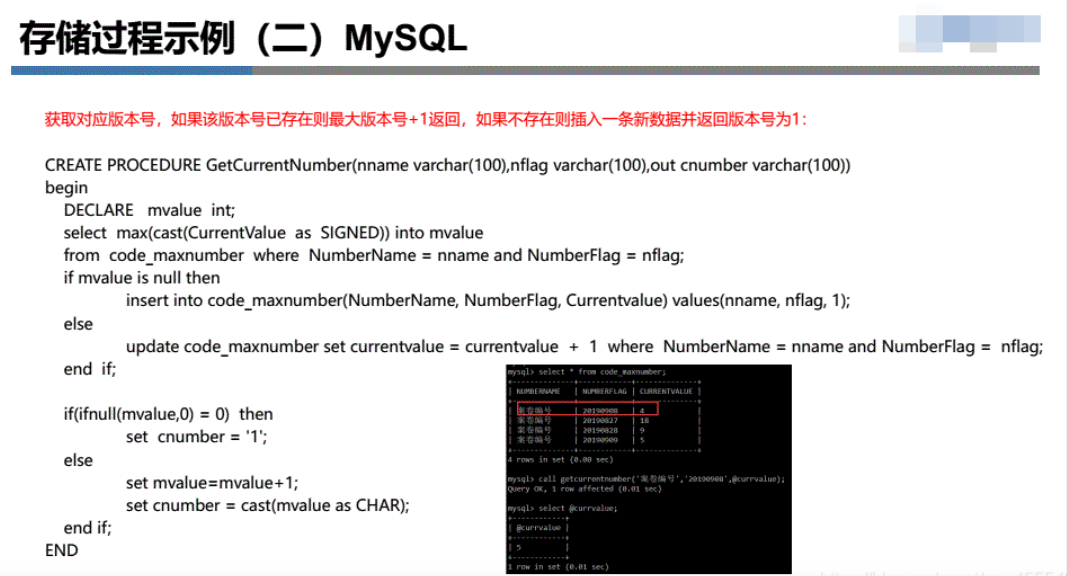 存储过程示例（二）MySQL
获取对应版本号，如果该版本号已存在则最大版本号+1返回，如果不存在则插入一条新数据并返回版本号为1：
CREATE PROCEDURE GetCurrentNumber(nname varchar(100),nflag varchar(100),out cnumber varchar(100))
begin
DECLARE mvalue int;
select max(cast(CurrentValue as SIGNED)) into mvalue
from code_maxnumber where NumberName = nname and NumberFlag = nflag;
if mvalue is null then
insert into code_maxnumber(NumberName, NumberFlag, Currentvalue) values(nname, nflag, 1);
else
update code_maxnumber set currentvalue = currentvalue + 1 where NumberName = nname and NumberFlag = nflag;
end if;
if(ifnull(mvalue,0) = 0) then
set cnumber = '1';
else
set mvalue=mvalue+1;
set cnumber = cast(mvalue as CHAR);
end if;
END
mysql> select * from code_maxnumber;
| NUMBERNAME | NUMBERFLAG | CURRENTVALUE |
| 案卷编号 | 20190908 | 4 |
| 案卷编号 | 20190827 | 18 |
| 案卷编号 | 20190828 | 9 |
| 案卷编号 | 20190909 | 5 |
4 rows in set (0.00 sec)
mysql> call getcurrentnumber('案卷编号','20190908',@currvalue);
Query OK, 1 row affected (0.01 sec)
mysql> select @currvalue;
| @currvalue |
| 5 |
1 row in set (0.01 sec)